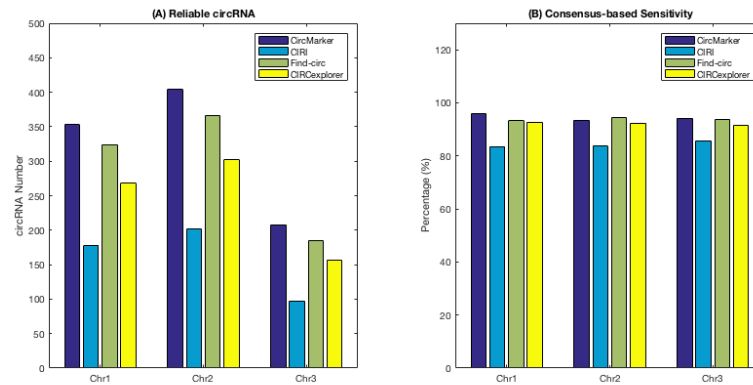 (A) Reliable circRNA
circRNA Number
500
450
400
350
300
250
200
150
100
50
0
Chr1 Chr2 Chr3
CircMarker
CIRI
Find-circ
CIRCexplorer
(B) Consensus-based Sensitivity
Percentage (%)
120
100
80
60
40
20
0
Chr1 Chr2 Chr3
CircMarker
CIRI
Find-circ
CIRCexplorer